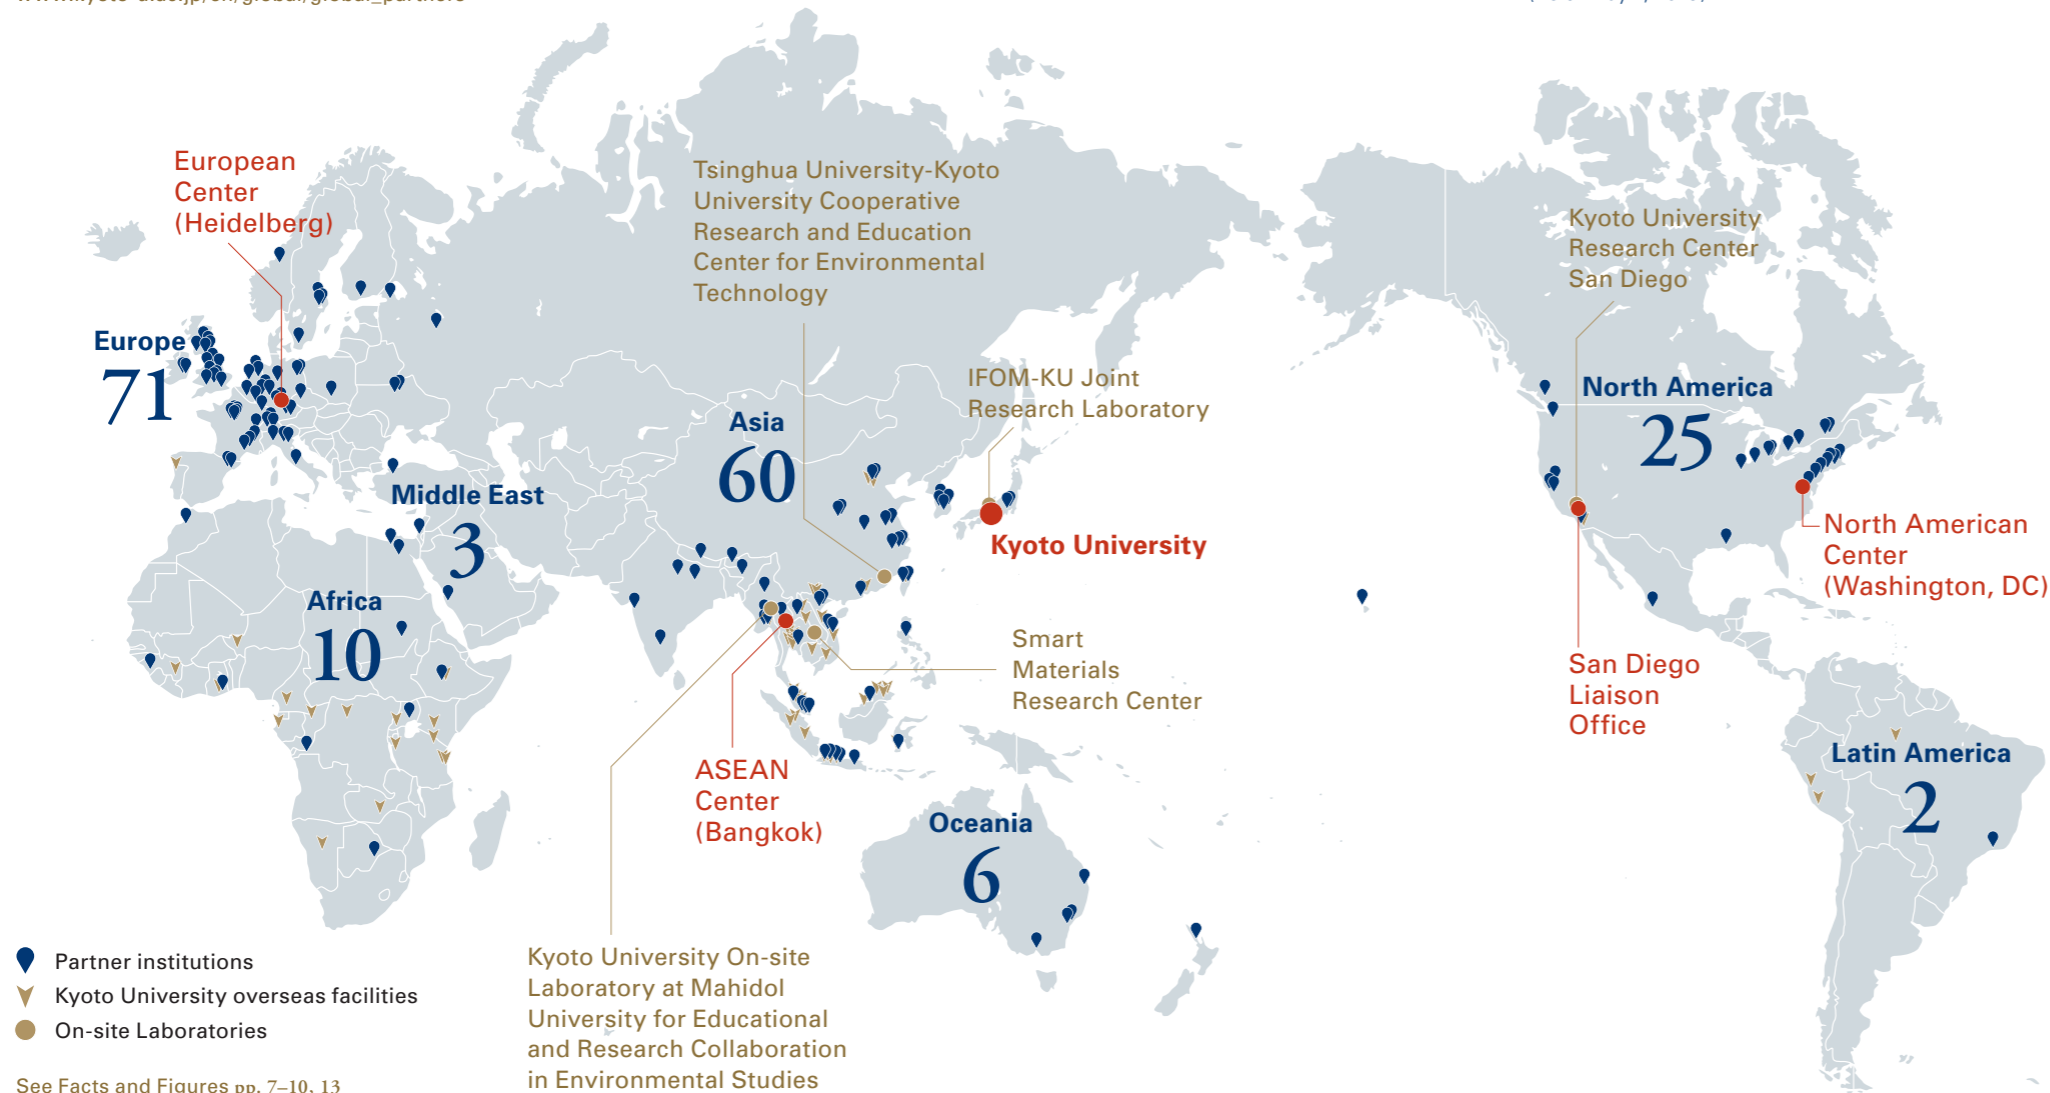 European
Center
(Heidelberg)
Tsinghua University-Kyoto
University Cooperative
Research and Education
Center for Environmental
Technology
Kyoto University
Research Center
San Diego
Europe
71
IFOM-KU Joint
Research Laboratory
North America
25
Asia
60
Middle East
3
Kyoto University
North American
Center
(Washington, DC)
Africa
10
Smart
Materials
Research Center
San Diego
Liaison
Office
Latin America
2
ASEAN
Center
(Bangkok)
Oceania
6
Partner institutions
Kyoto University overseas facilities
On-site Laboratories
Kyoto University On-site
Laboratory at Mahidol
University for Educational
and Research Collaboration
in Environmental Studies
See Facts and Figures pp. 7–10, 13